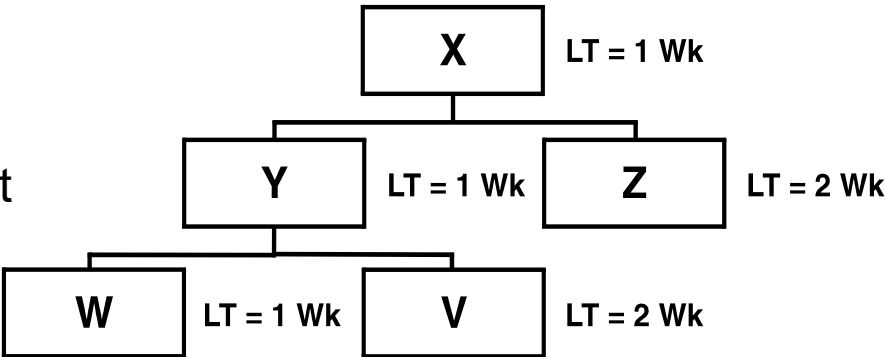 X LT = 1 Wk
t Y LT = 1 Wk Z LT = 2 Wk
W LT = 1 Wk V LT = 2 Wk